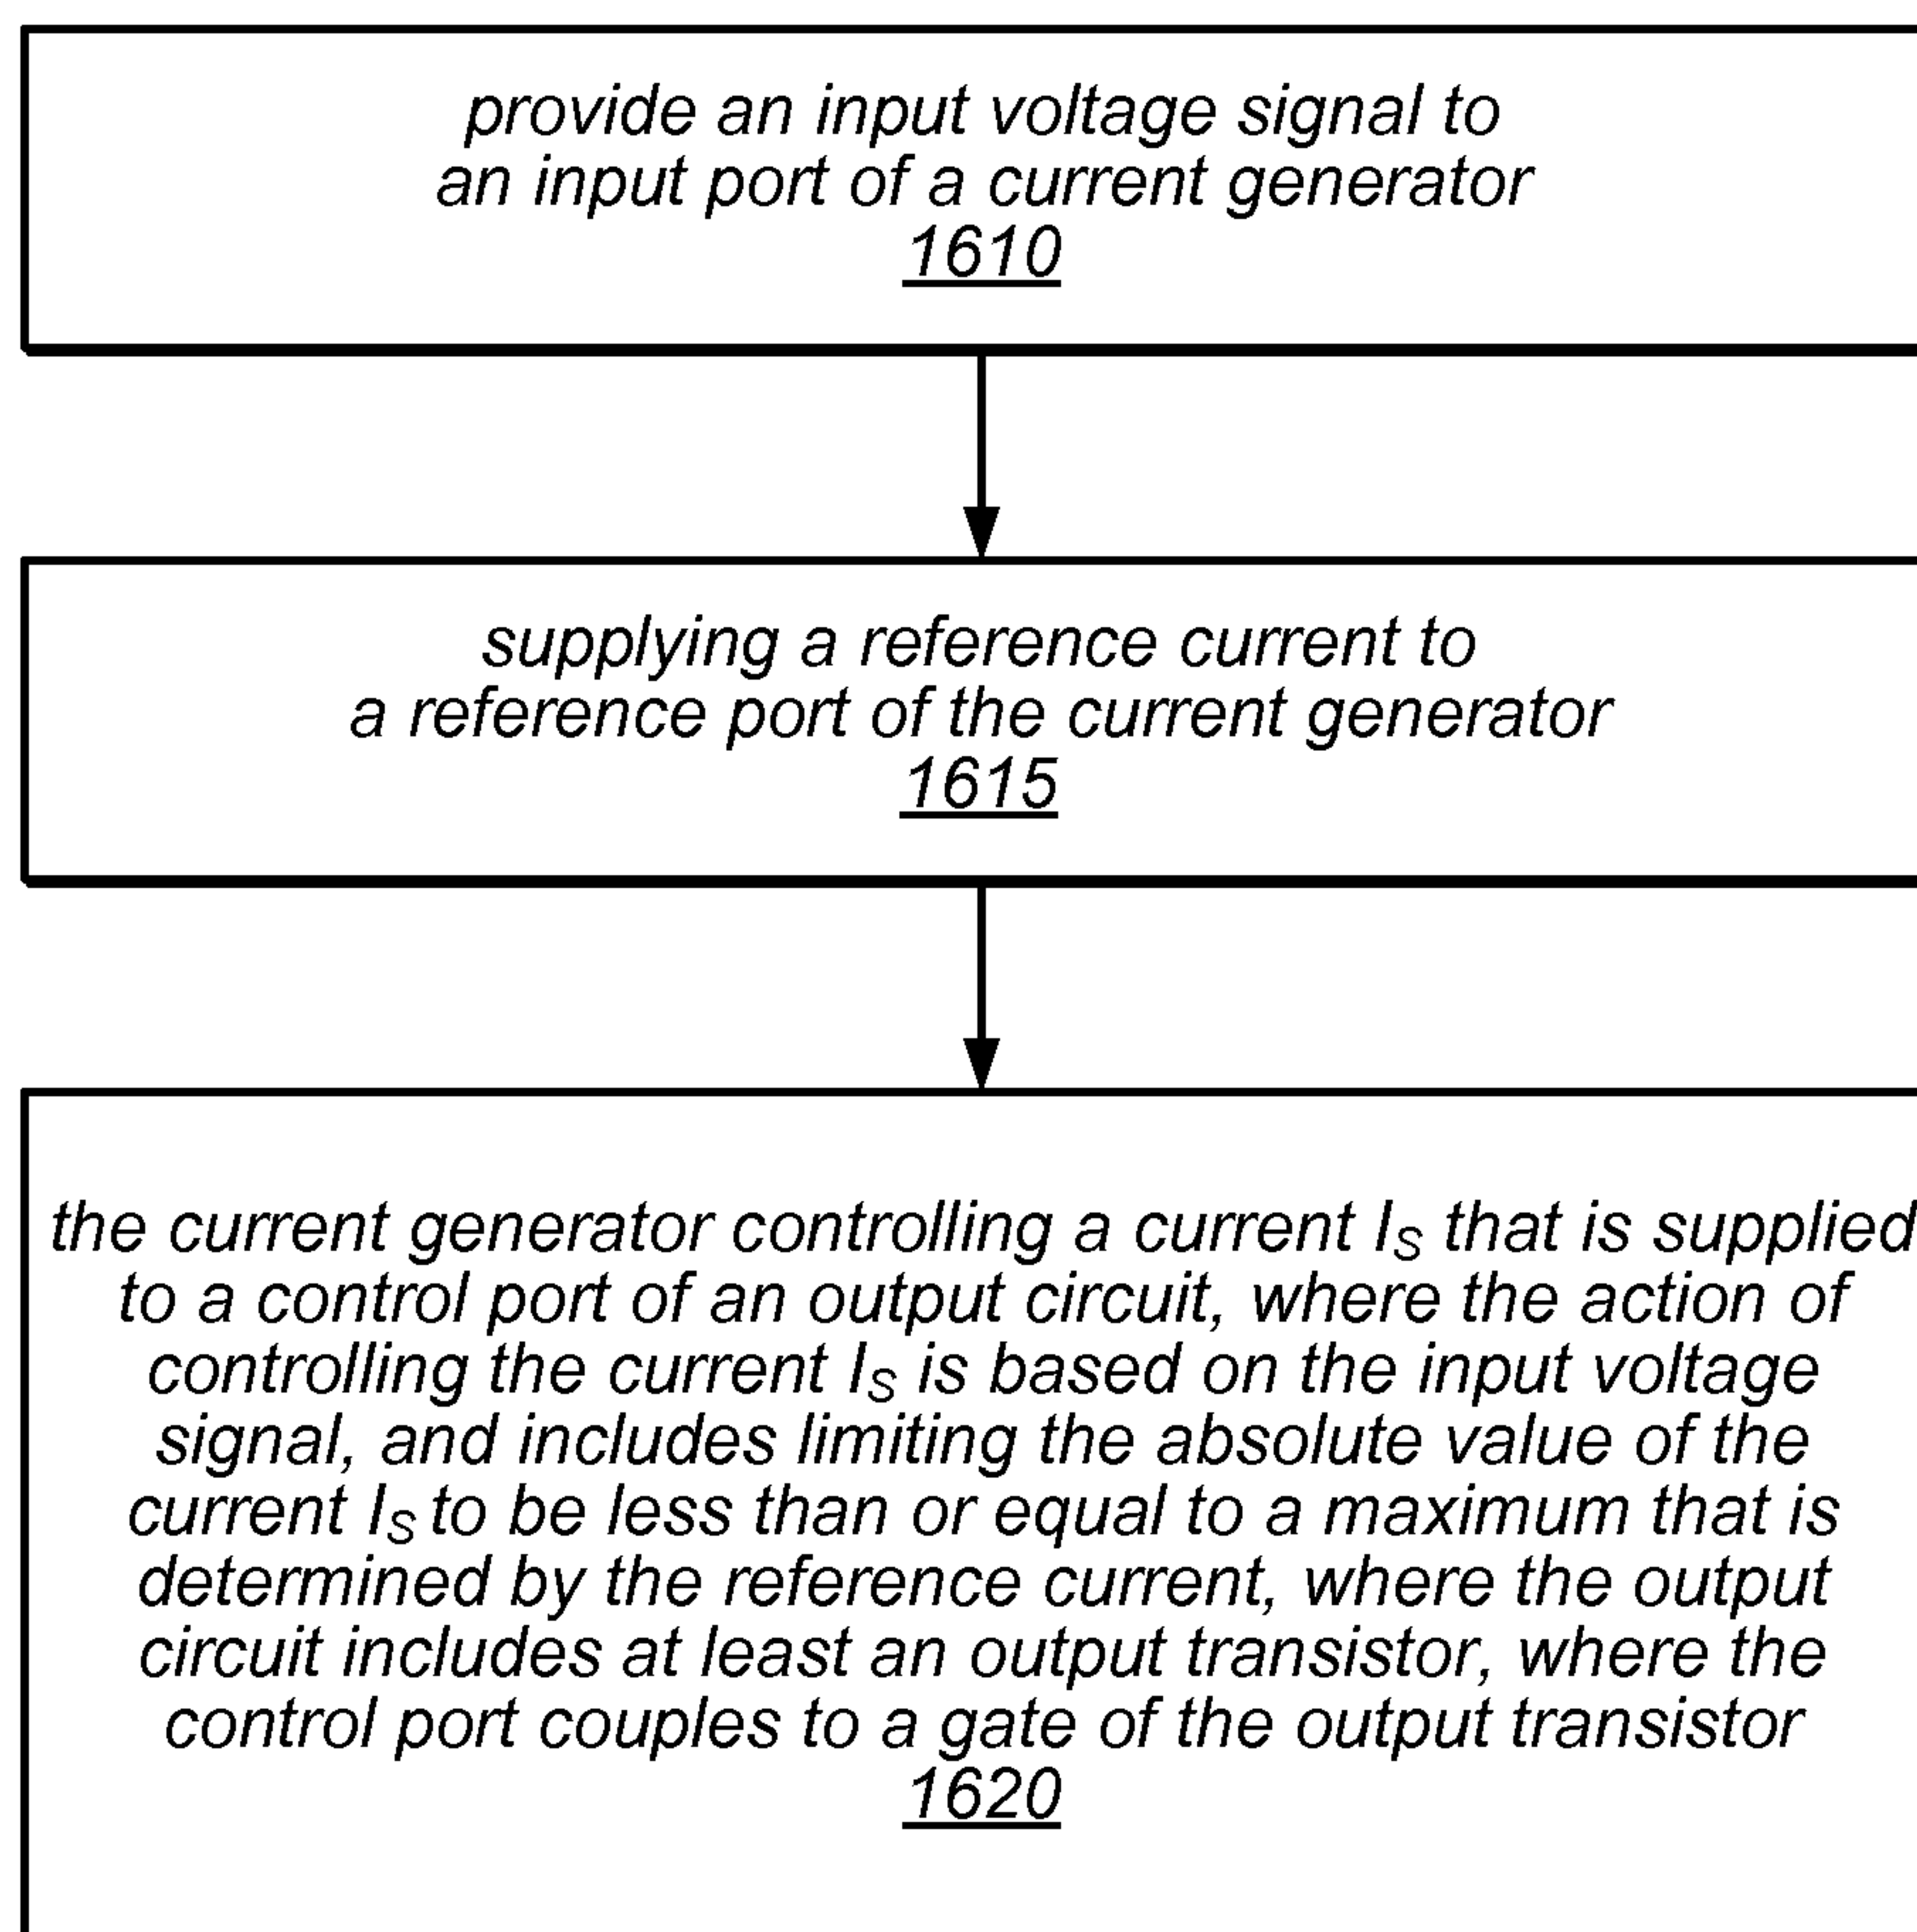 provide an input voltage signal to
an input port of a current generator
1610
supplying a reference current to
a reference port of the current generator
1615
the current generator controlling a current IS that is supplied
to a control port of an output circuit, where the action of
controlling the current IS is based on the input voltage
signal, and includes limiting the absolute value of the
current IS to be less than or equal to a maximum that is
determined by the reference current, where the output
circuit includes at least an output transistor, where the
control port couples to a gate of the output transistor
1620